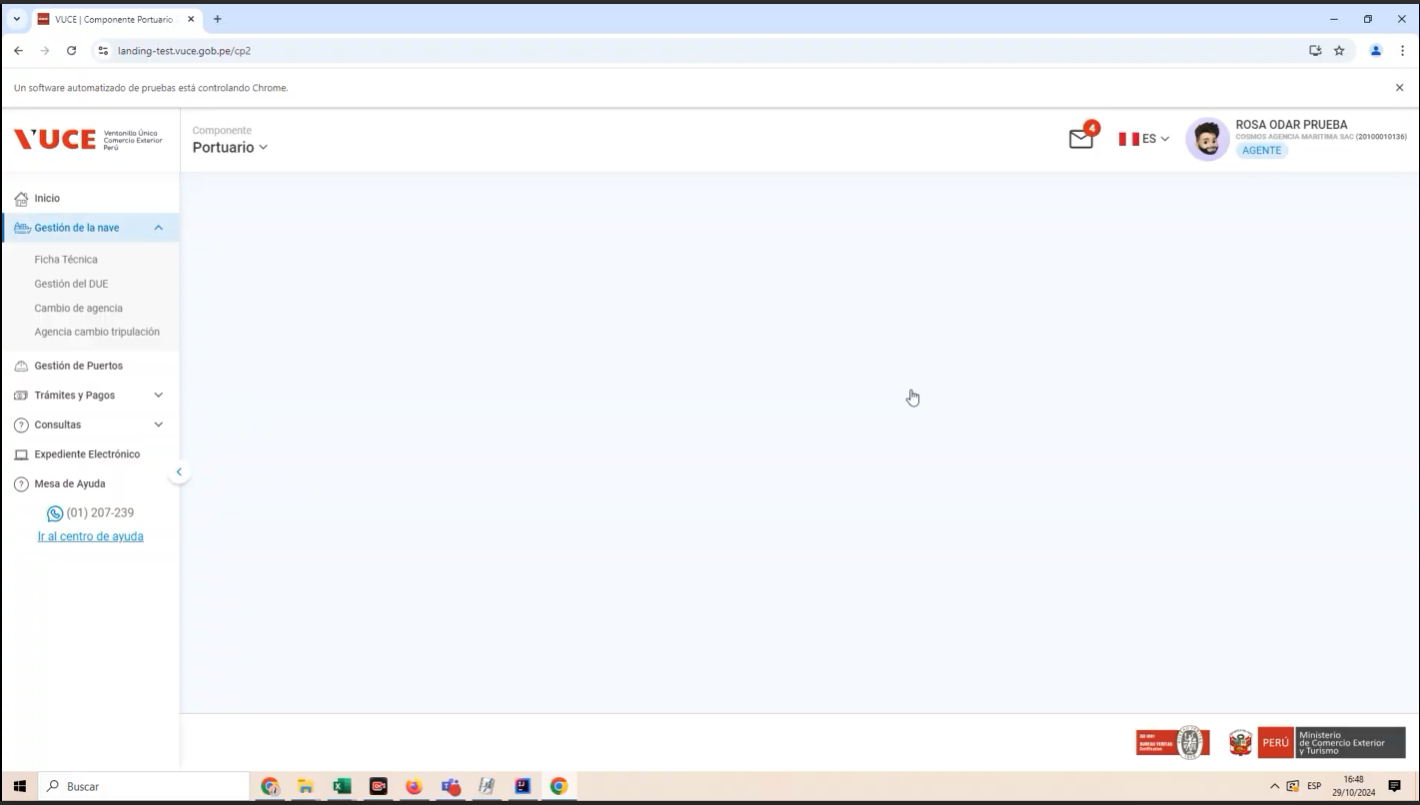 VUCE | Componente Portuario
landing-test.vuce.gob.pe/cp2
Un software automatizado de pruebas está controlando Chrome.
VUCE
Ventanilla Única
Comercio Exterior
Perú
Componente
Portuario
4
ES
ROSA ODAR PRUEBA
COSMOS AGENCIA MARITIMA SAC (20100010136)
AGENTE
Inicio
Gestión de la nave
Ficha Técnica
Gestión del DUE
Cambio de agencia
Agencia cambio tripulación
Gestión de Puertos
Trámites y Pagos
Consultas
Expediente Electrónico
Mesa de Ayuda
(01) 207-239
Ir al centro de ayuda
BUREAU VERITAS
Certification
PERÚ
Ministerio
de Comercio Exterior
y Turismo
Buscar
ESP
16:48
29/10/2024